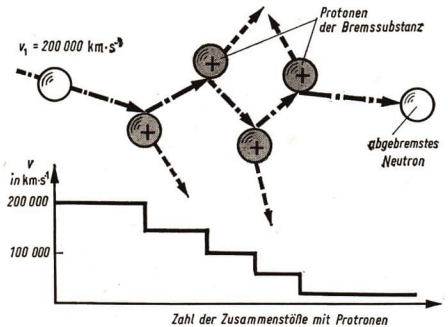 Protonen
der Bremssubstanz
v₁ = 200 000 km·s⁻¹
+
+
+
+
abgebremstes
Neutron
v
in km·s⁻¹
200 000
100 000
Zahl der Zusammenstöße mit Protronen